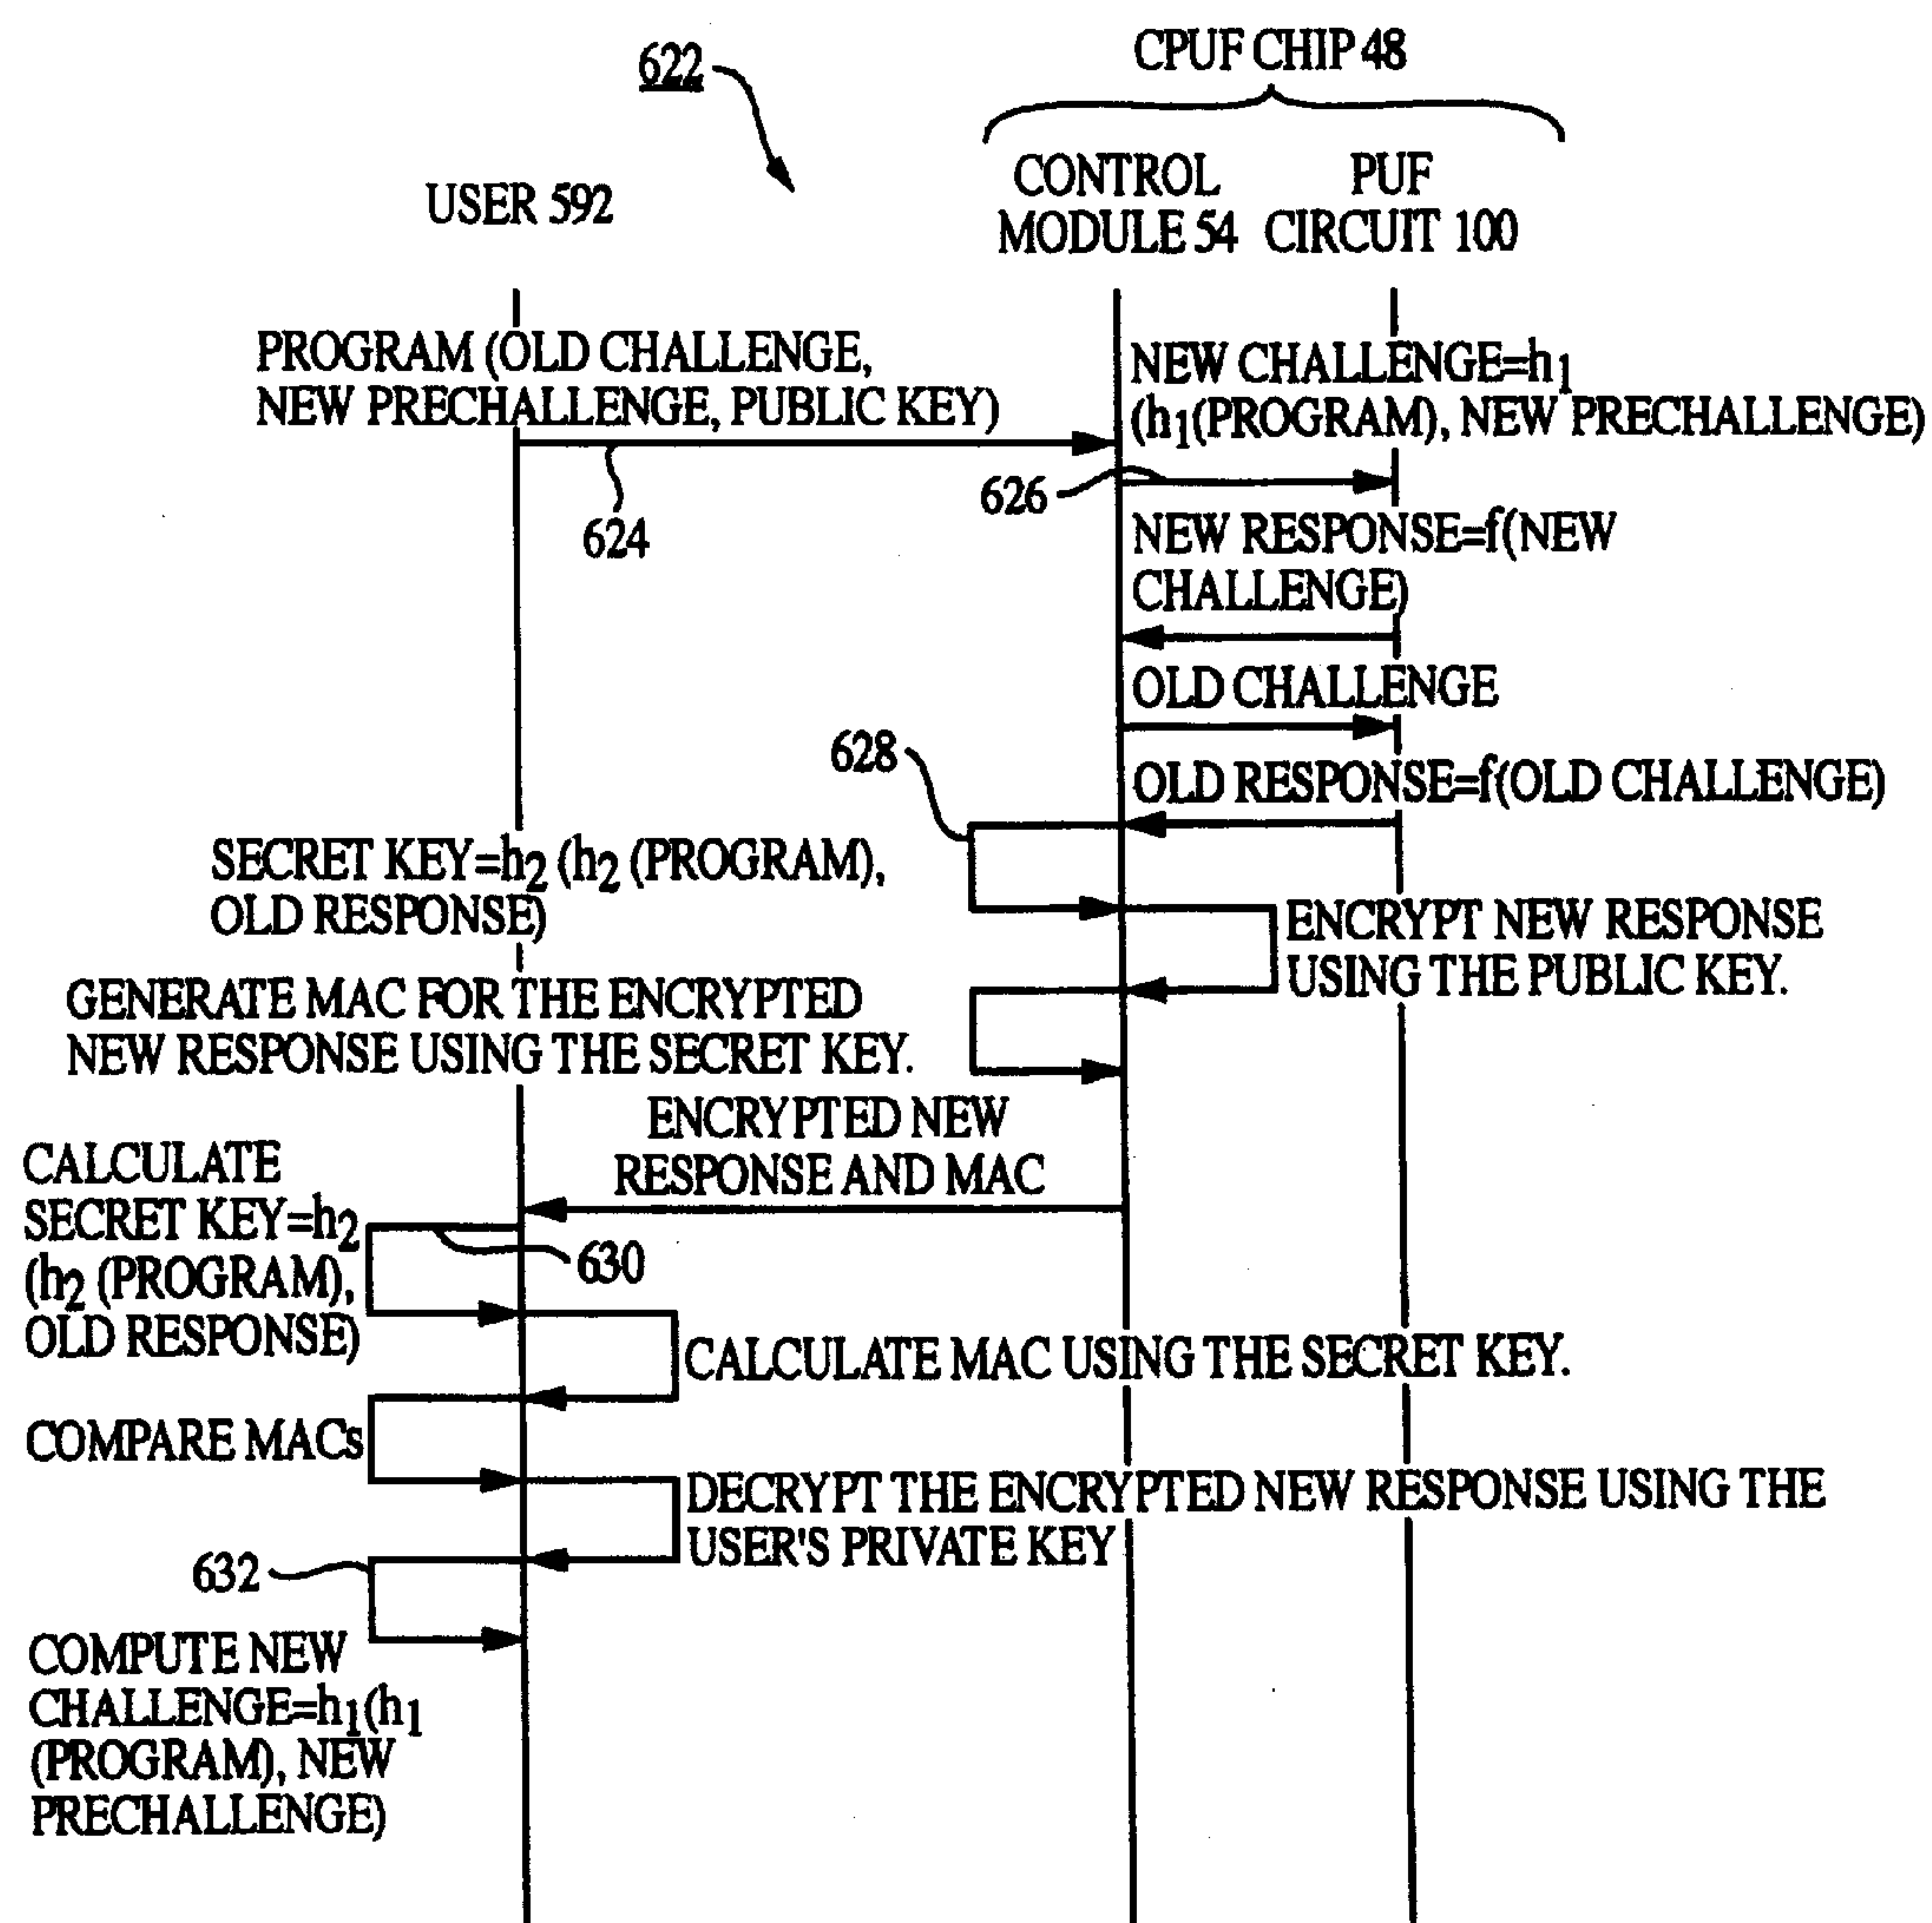 622
CPUF CHIP 48
USER 592
CONTROL
MODULE 54
PUF
CIRCUIT 100
PROGRAM (OLD CHALLENGE,
NEW PRECHALLENGE, PUBLIC KEY)
624
NEW CHALLENGE=h1
(h1(PROGRAM), NEW PRECHALLENGE)
626
NEW RESPONSE=f(NEW
CHALLENGE)
OLD CHALLENGE
628
OLD RESPONSE=f(OLD CHALLENGE)
SECRET KEY=h2 (h2 (PROGRAM),
OLD RESPONSE)
ENCRYPT NEW RESPONSE
USING THE PUBLIC KEY.
GENERATE MAC FOR THE ENCRYPTED
NEW RESPONSE USING THE SECRET KEY.
ENCRYPTED NEW
RESPONSE AND MAC
CALCULATE
SECRET KEY=h2
(h2 (PROGRAM),
OLD RESPONSE)
630
CALCULATE MAC USING THE SECRET KEY.
COMPARE MACs
DECRYPT THE ENCRYPTED NEW RESPONSE USING THE
USER'S PRIVATE KEY
632
COMPUTE NEW
CHALLENGE=h1(h1
(PROGRAM), NEW
PRECHALLENGE)